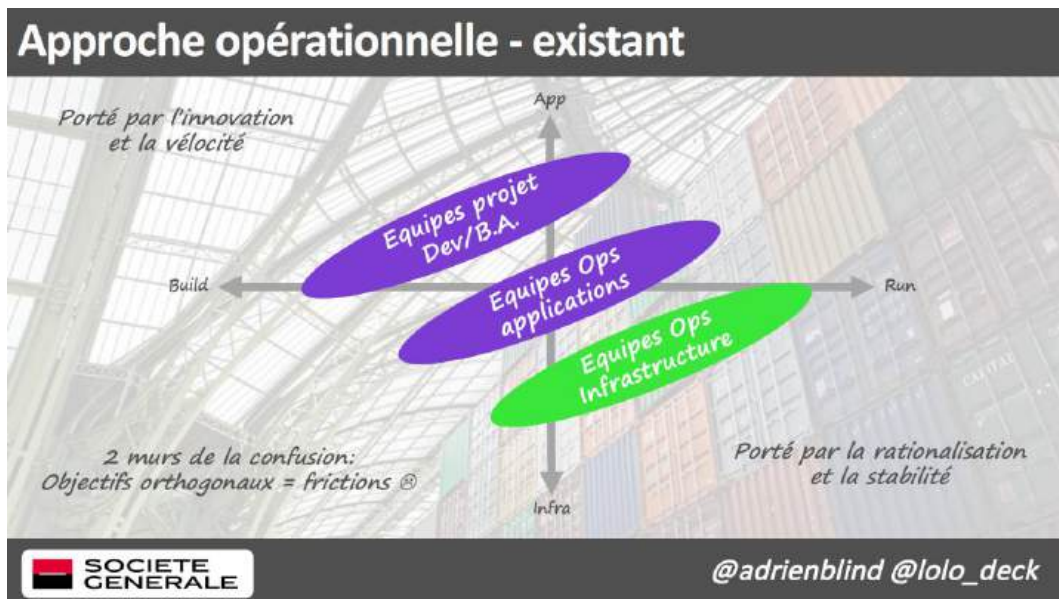 Approche opérationnelle - existant
Porté par l'innovation
et la vélocité
App
Equipes projet
Dev/B.A.
Build
Equipes Ops
applications
Run
Equipes Ops
Infrastructure
2 murs de la confusion:
Objectifs orthogonaux = frictions ☹
Porté par la rationalisation
et la stabilité
Infra
CAPITAL
SOCIETE
GENERALE
@adrienblind @lolo_deck